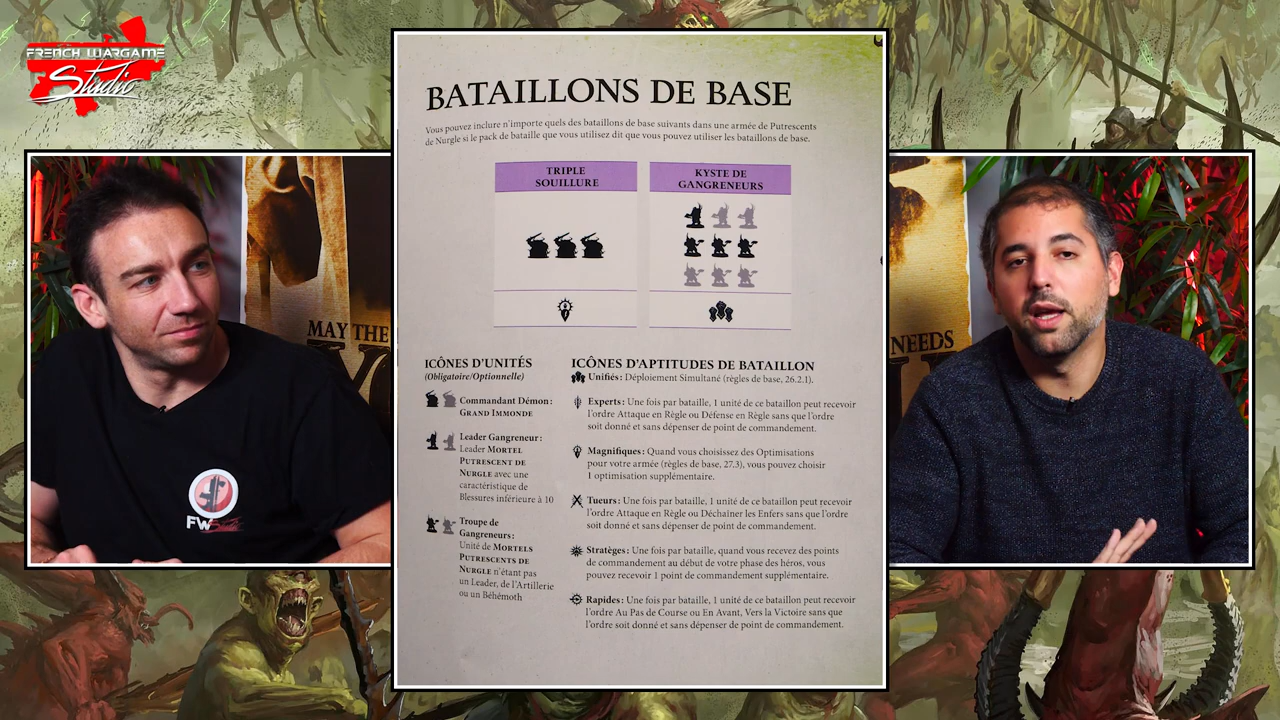 FRENCH WARGAME
Studio
BATAILLONS DE BASE
Vous pouvez inclure n'importe quels des bataillons de base suivants dans une armée de Putrescents
de Nurgle si le pack de bataille que vous utilisez dit que vous pouvez utiliser les bataillons de base.
TRIPLE
SOUILLURE
KYSTE DE
GANGRENEURS
ICÔNES D'UNITÉS
(Obligatoire/Optionnelle)
Commandant Démon :
GRAND IMMONDE
Leader Gangreneur :
Leader MORTEL
PUTRESCENT DE
NURGLE avec une
caractéristique de
Blessures inférieure à 10
Troupe de
Gangreneurs :
Unité de MORTELS
PUTRESCENTS DE
NURGLE n'étant pas
un Leader, de l'Artillerie
ou un Béhémoth
ICÔNES D'APTITUDES DE BATAILLON
Unifiés : Déploiement Simultané (règles de base, 26.2.1).
Experts : Une fois par bataille, 1 unité de ce bataillon peut recevoir
l'ordre Attaque en Règle ou Défense en Règle sans que l'ordre
soit donné et sans dépenser de point de commandement.
Magnifiques : Quand vous choisissez des Optimisations
pour votre armée (règles de base, 27.3), vous pouvez choisir
1 optimisation supplémentaire.
Tueurs : Une fois par bataille, 1 unité de ce bataillon peut recevoir
l'ordre Attaque en Règle ou Déchaîner les Enfers sans que l'ordre
soit donné et sans dépenser de point de commandement.
Stratèges : Une fois par bataille, quand vous recevez des points
de commandement au début de votre phase des héros, vous
pouvez recevoir 1 point de commandement supplémentaire.
Rapides : Une fois par bataille, 1 unité de ce bataillon peut recevoir
l'ordre Au Pas de Course ou En Avant, Vers la Victoire sans que
l'ordre soit donné et sans dépenser de point de commandement.
MAY THE
NEEDS
FW